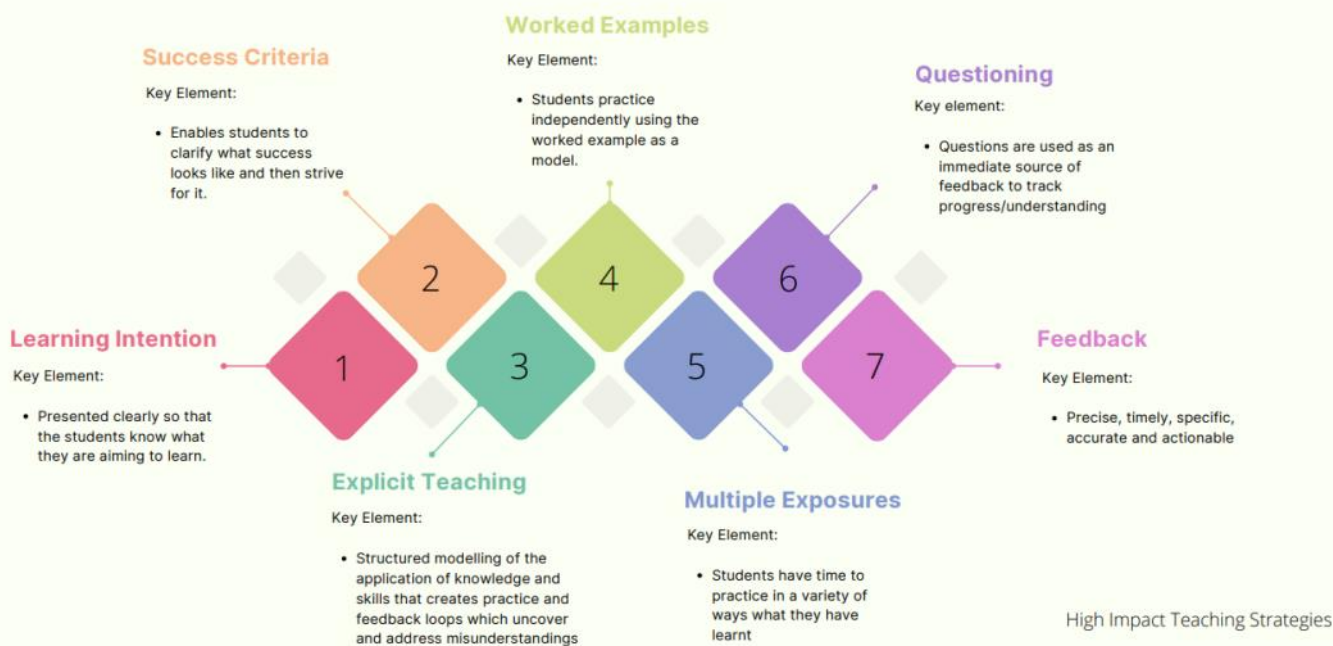 Learning Intention
Key Element:
• Presented clearly so that
the students know what
they are aiming to learn.
1
Success Criteria
Key Element:
• Enables students to
clarify what success
looks like and then strive
for it.
2
Explicit Teaching
Key Element:
• Structured modelling of the
application of knowledge and
skills that creates practice and
feedback loops which uncover
and address misunderstandings
3
Worked Examples
Key Element:
• Students practice
independently using the
worked example as a
model.
4
Multiple Exposures
Key Element:
• Students have time to
practice in a variety of
ways what they have
learnt
5
Questioning
Key element:
• Questions are used as an
immediate source of
feedback to track
progress/understanding
6
Feedback
Key Element:
• Precise, timely, specific,
accurate and actionable
7
High Impact Teaching Strategies